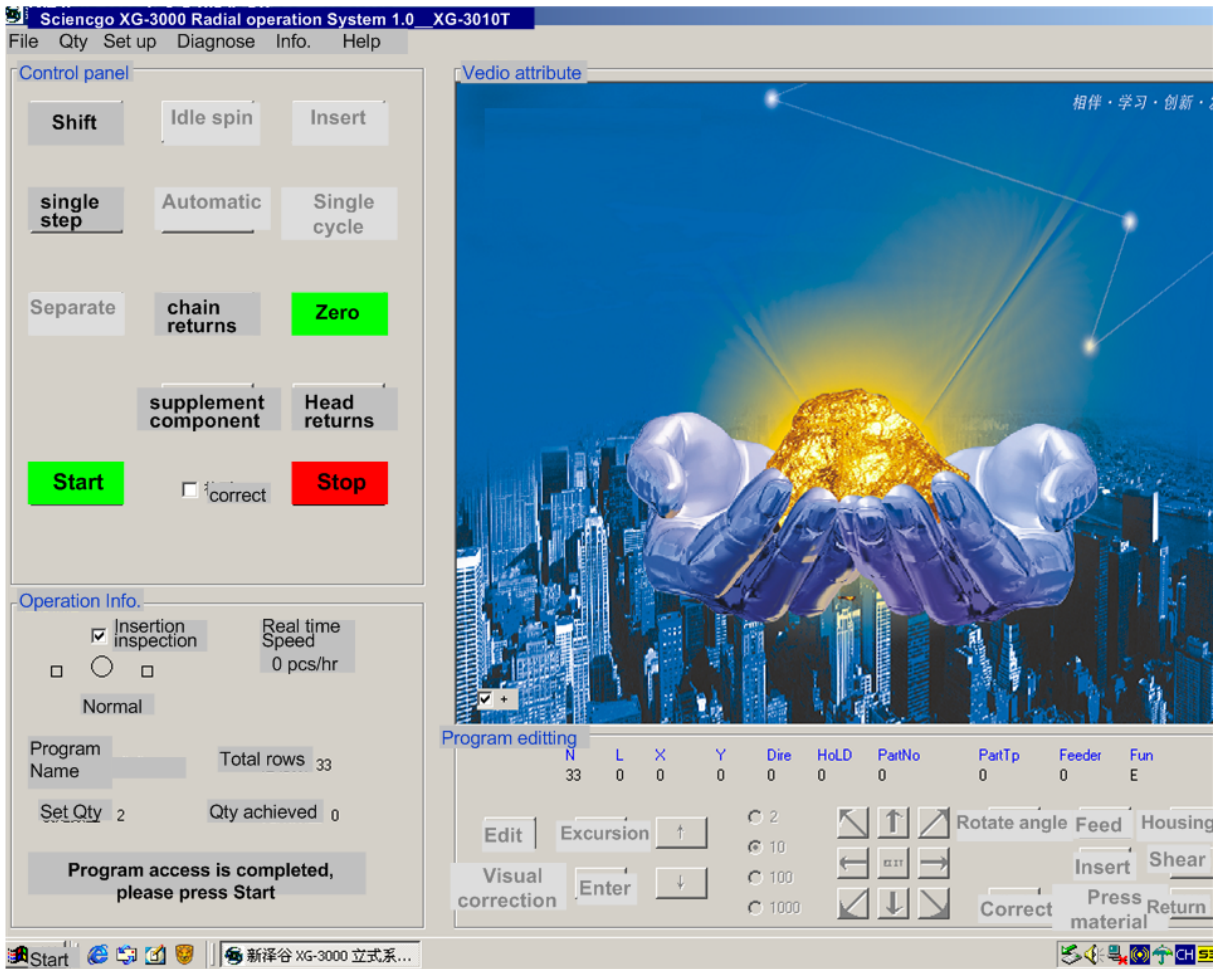 Sciencgo XG-3000 Radial operation System 1.0__XG-3010T
File Qty Set up Diagnose Info. Help
Control panel
Shift
Idle spin
Insert
single
step
Automatic
Single
cycle
Separate
chain
returns
Zero
supplement
component
Head
returns
Start
correct
Stop
Operation Info.
Insertion
inspection
Real time
Speed
0 pcs/hr
Normal
Program
Name
Total rows 33
Set Qty 2
Qty achieved 0
Program access is completed,
please press Start
Vedio attribute
相伴·学习·创新·
+
Program editting
N L X Y Dire HoLD PartNo PartTp Feeder Fun
33 0 0 0 0 0 0 0 0 E
Edit
Excursion
↑
Visual
correction
Enter
↓
2
10
100
1000
Rotate angle
Feed
Housing
Insert
Shear
Correct
Press
material
Return
Start
新泽谷 XG-3000 立式系...
CH